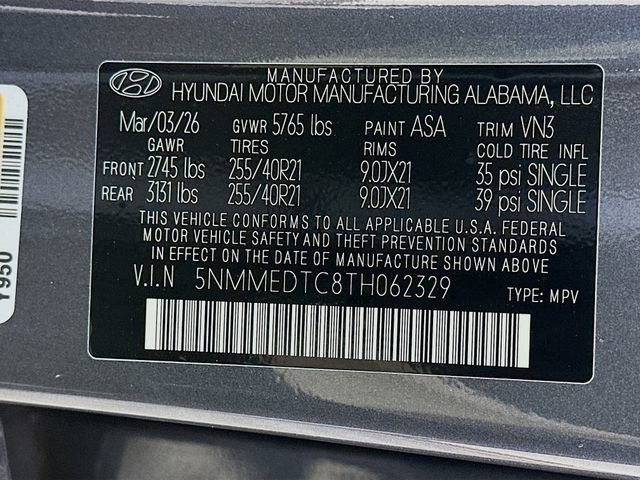 MANUFACTURED BY
HYUNDAI MOTOR MANUFACTURING ALABAMA, LLC
Mar/03/26 GVWR 5765 lbs PAINT ASA TRIM VN3
GAWR TIRES RIMS COLD TIRE INFL
FRONT 2745 lbs 255/40R21 9.0JX21 35 psi SINGLE
REAR 3131 lbs 255/40R21 9.0JX21 39 psi SINGLE
THIS VEHICLE CONFORMS TO ALL APPLICABLE U.S.A. FEDERAL
MOTOR VEHICLE SAFETY AND THEFT PREVENTION STANDARDS
IN EFFECT ON THE DATE OF MANUFACTURE SHOWN ABOVE.
V.I.N 5NMMEDTC8TH062329 TYPE: MPV
Y950